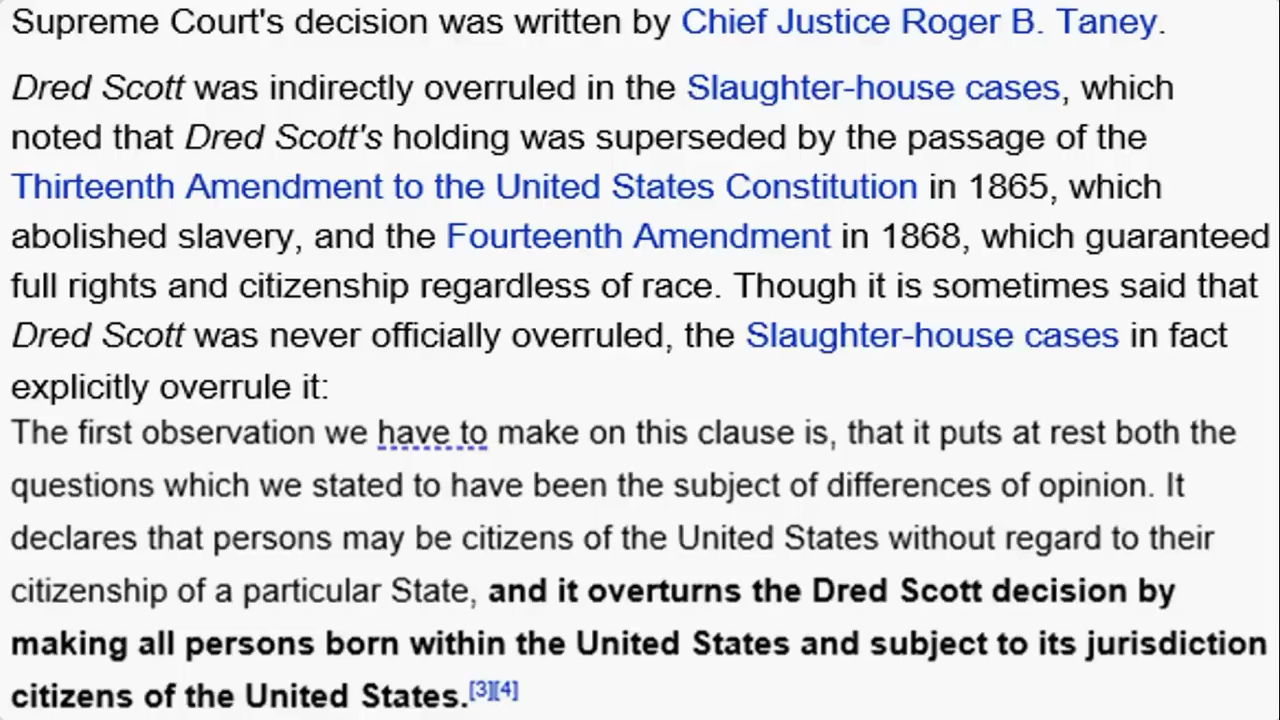 Supreme Court's decision was written by Chief Justice Roger B. Taney.
Dred Scott was indirectly overruled in the Slaughter-house cases, which
noted that Dred Scott's holding was superseded by the passage of the
Thirteenth Amendment to the United States Constitution in 1865, which
abolished slavery, and the Fourteenth Amendment in 1868, which guaranteed
full rights and citizenship regardless of race. Though it is sometimes said that
Dred Scott was never officially overruled, the Slaughter-house cases in fact
explicitly overrule it:
The first observation we have to make on this clause is, that it puts at rest both the
questions which we stated to have been the subject of differences of opinion. It
declares that persons may be citizens of the United States without regard to their
citizenship of a particular State, and it overturns the Dred Scott decision by
making all persons born within the United States and subject to its jurisdiction
citizens of the United States.[3][4]